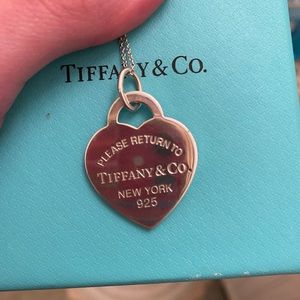 TIFFANY & CO.
PLEASE RETURN TO
TIFFANY & CO.
NEW YORK
925